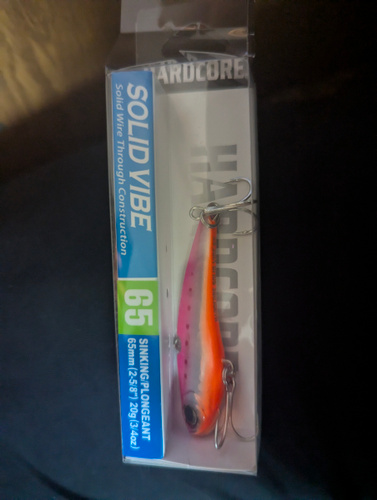 HARDCORE
SOLID VIBE
Solid Wire Through Construction
65
SINKING/PLONGEANT
65mm (2-5/8") 20g (3/4oz)
HARDCORE